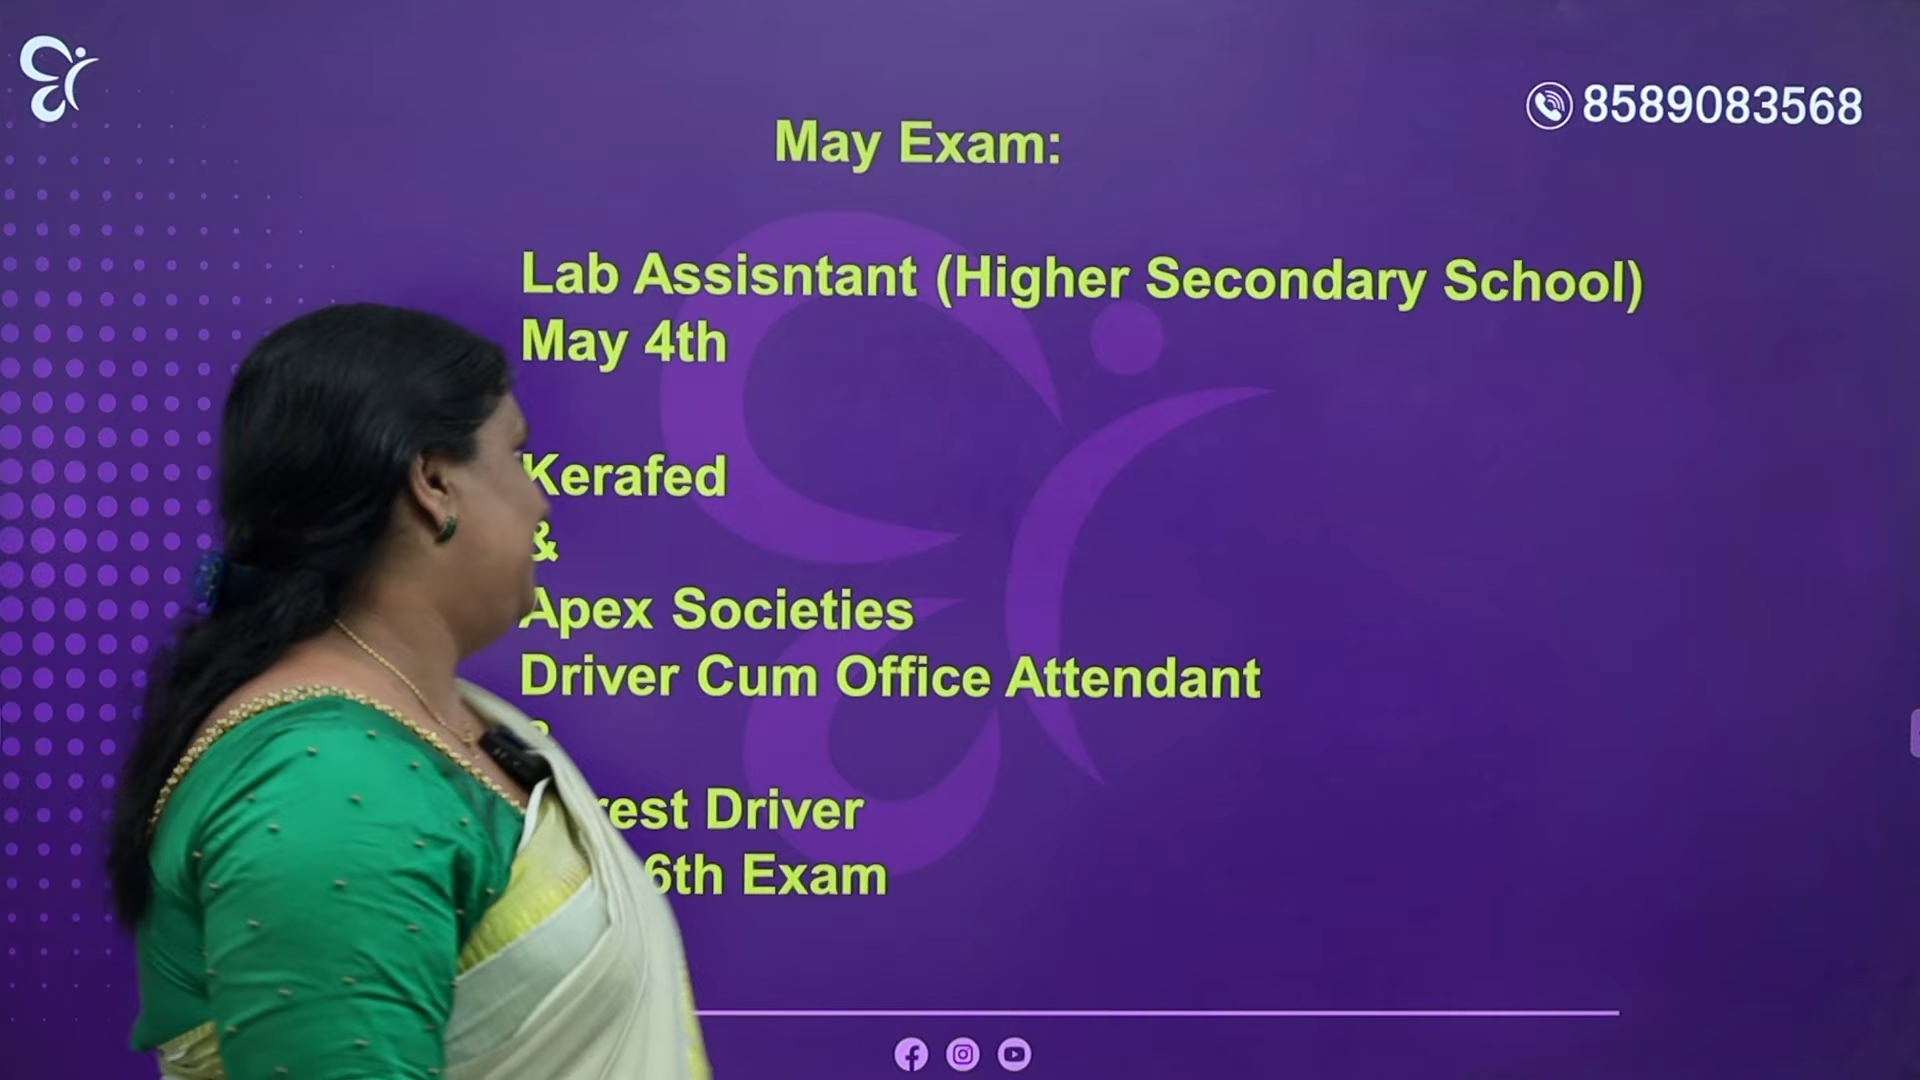 8589083568
May Exam:
Lab Assisntant (Higher Secondary School)
May 4th
Kerafed
&
Apex Societies
Driver Cum Office Attendant
Driver
6th Exam